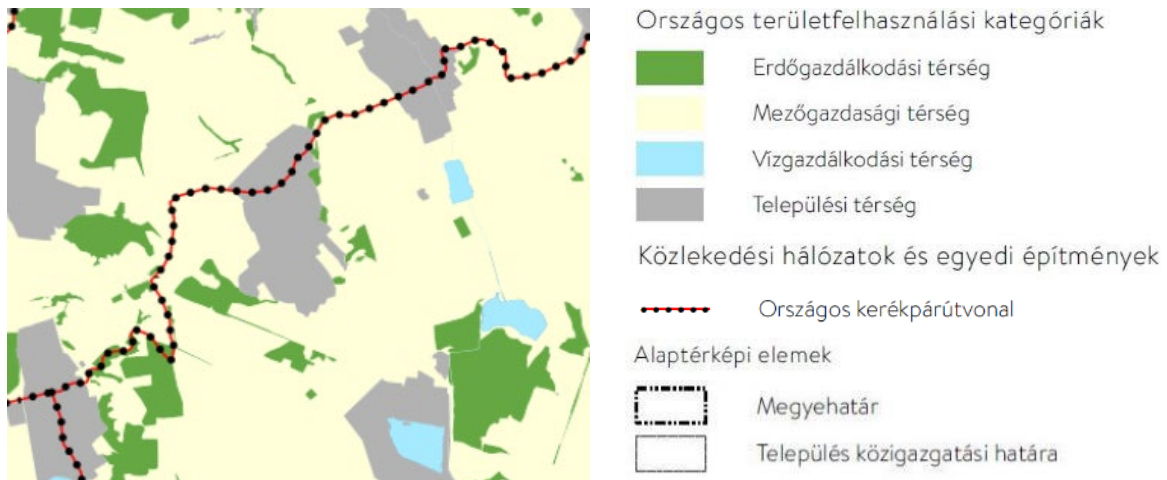 Országos területfelhasználási kategóriák
Erdőgazdálkodási térség
Mezőgazdasági térség
Vízgazdálkodási térség
Települési térség
Közlekedési hálózatok és egyedi építmények
Országos kerékpárútvonal
Alaptérképi elemek
Megyehatár
Település közigazgatási határa